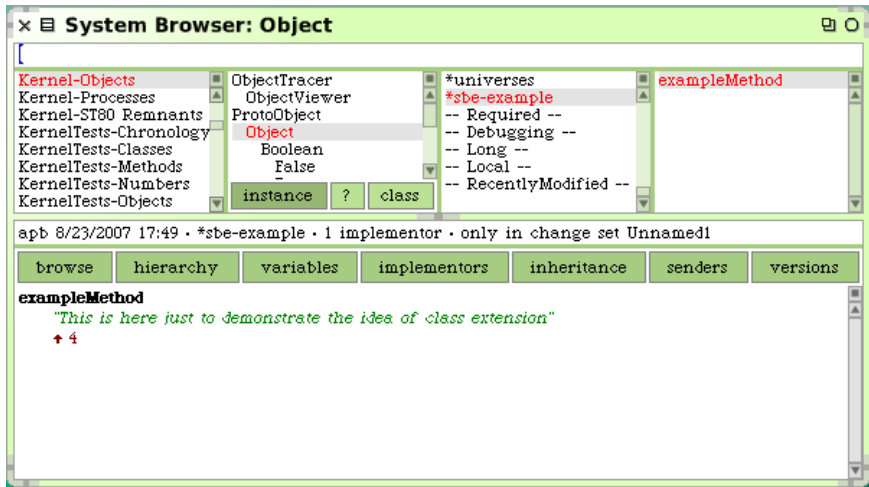 System Browser: Object
Kernel-Objects
Kernel-Processes
Kernel-ST80 Remnants
KernelTests-Chronology
KernelTests-Classes
KernelTests-Methods
KernelTests-Numbers
KernelTests-Objects
ObjectTracer
ObjectViewer
ProtoObject
Object
Boolean
False
instance ? class
*universes
*sbe-example
-- Required --
-- Debugging --
-- Long --
-- Local --
-- RecentlyModified --
exampleMethod
apb 8/23/2007 17:49 · *sbe-example · 1 implementor · only in change set Unnamed1
browse hierarchy variables implementors inheritance senders versions
exampleMethod
"This is here just to demonstrate the idea of class extension"
↑ 4